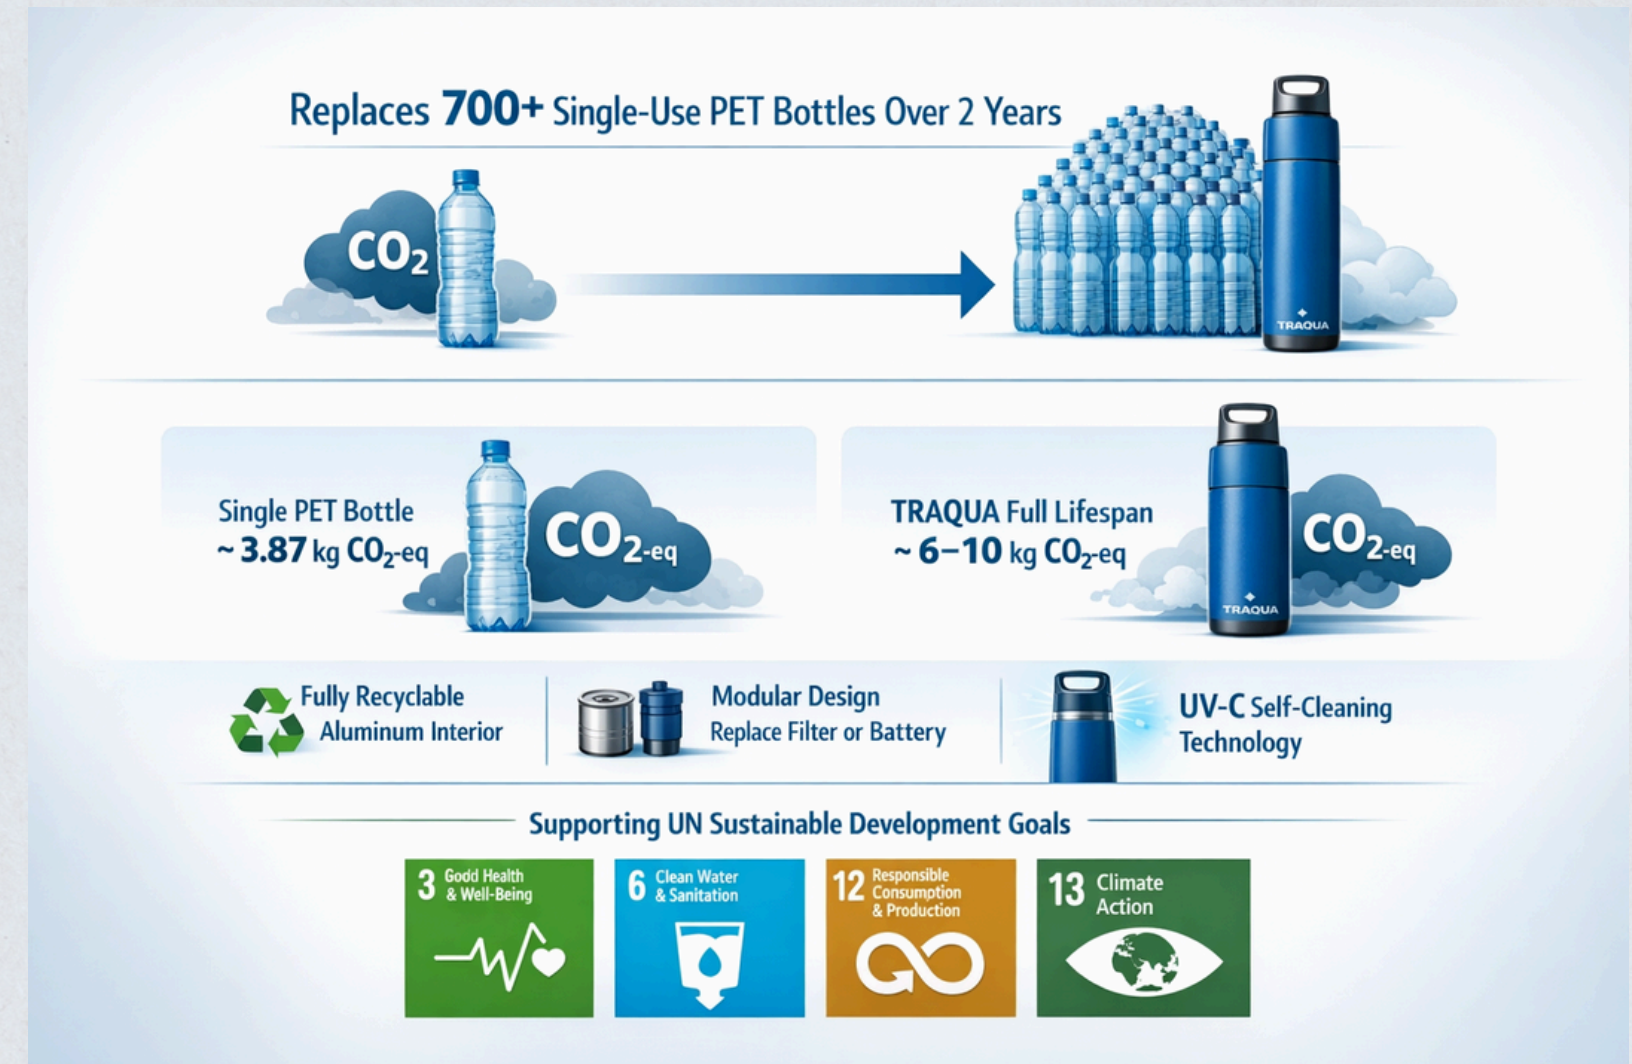 Replaces 700+ Single-Use PET Bottles Over 2 Years
CO₂
TRAQUA
Single PET Bottle
~ 3.87 kg CO₂-eq
CO₂-eq
TRAQUA Full Lifespan
~ 6–10 kg CO₂-eq
CO₂-eq
TRAQUA
Fully Recyclable
Aluminum Interior
Modular Design
Replace Filter or Battery
UV-C Self-Cleaning
Technology
Supporting UN Sustainable Development Goals
3 Good Health
& Well-Being
6 Clean Water
& Sanitation
12 Responsible
Consumption
& Production
13 Climate
Action